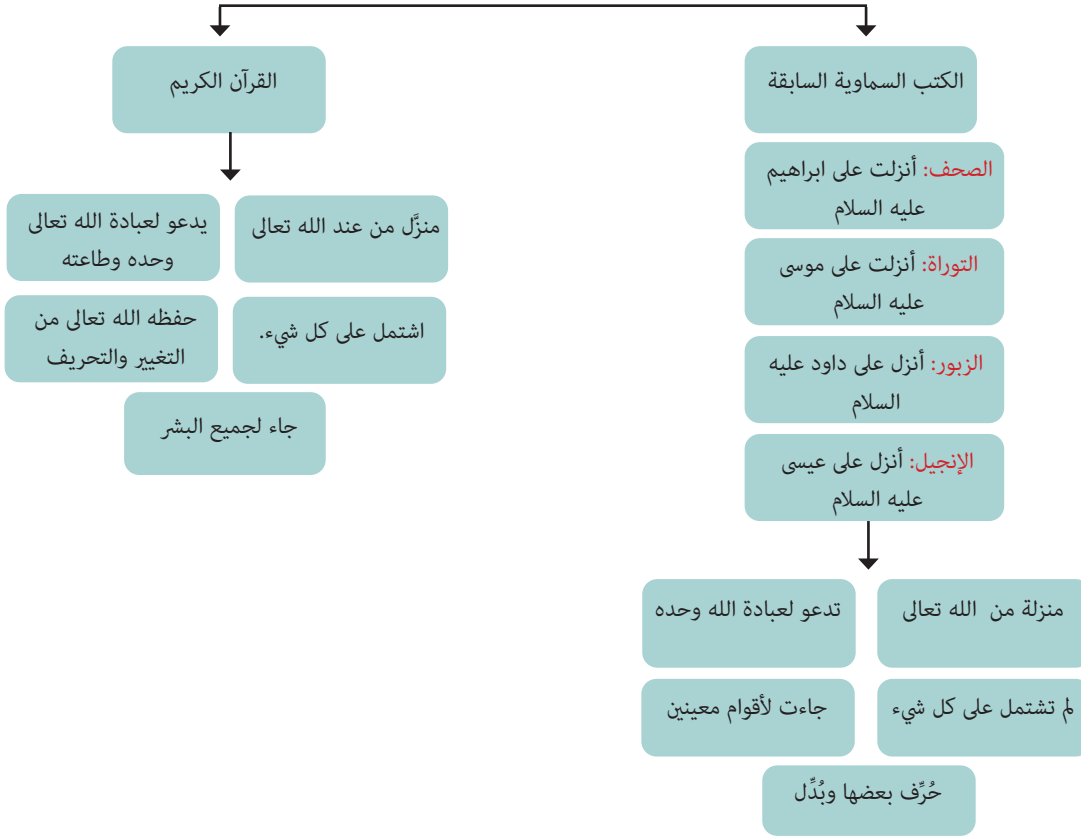 الكتب السماوية السابقة
الصحف: أنزلت على ابراهيم
عليه السلام
التوراة: أنزلت على موسى
عليه السلام
الزبور: أنزل على داود عليه
السلام
الإنجيل: أنزل على عيسى
عليه السلام
منزلة من الله تعالى
تدعو لعبادة الله وحده
لم تشتمل على كل شيء
جاءت لأقوام معينين
حُرِّف بعضها وبُدِّل
القرآن الكريم
منزَّل من عند الله تعالى
يدعو لعبادة الله تعالى
وحده وطاعته
اشتمل على كل شيء.
حفظه الله تعالى من
التغيير والتحريف
جاء لجميع البشر